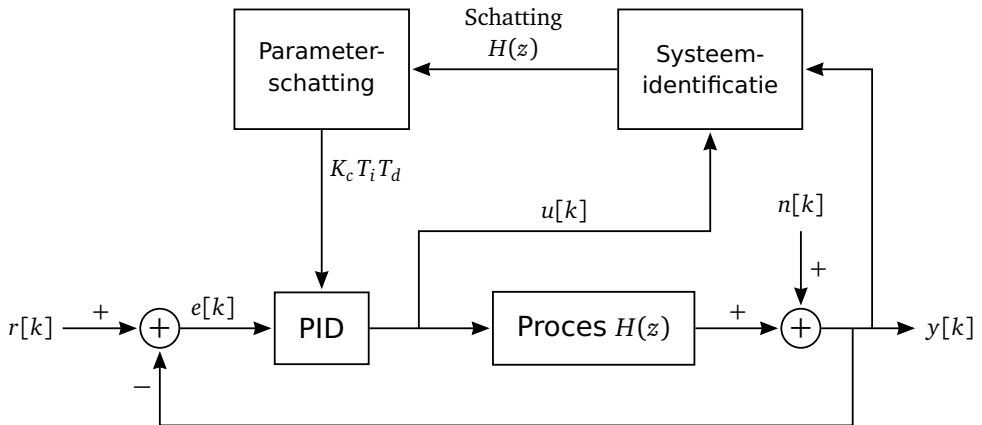 Schatting
H(z)
Parameter-
schatting
Systeem-
identificatie
K_c T_i T_d
u[k]
n[k]
+
r[k]
+
+
e[k]
PID
Proces H(z)
+
+
y[k]
−